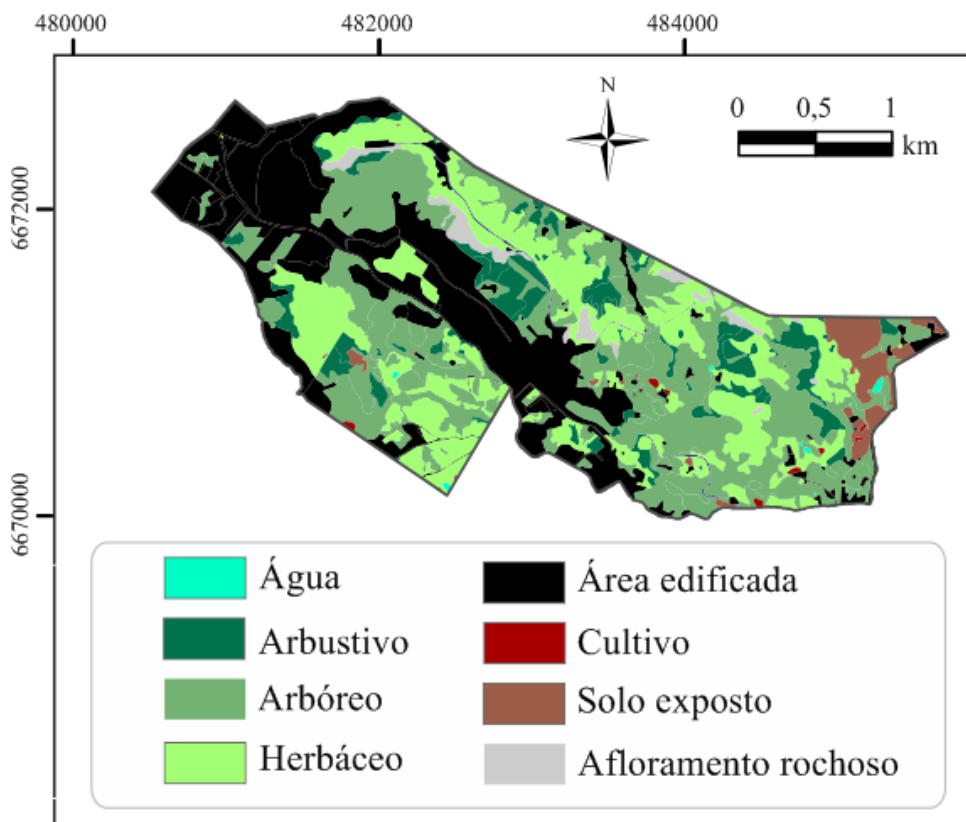 480000 482000 484000
N
0 0,5 1
km
6672000
6670000
Água
Arbustivo
Arbóreo
Herbáceo
Área edificada
Cultivo
Solo exposto
Afloramento rochoso